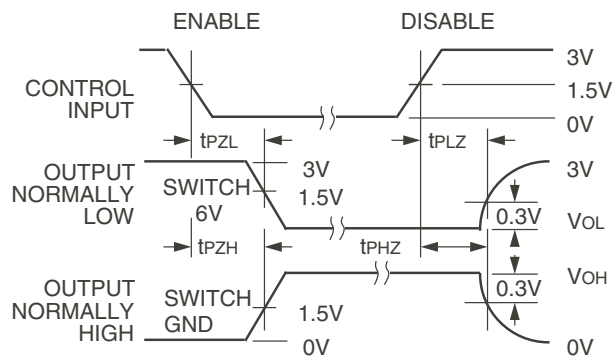 ENABLE DISABLE
CONTROL INPUT 3V 1.5V 0V
tPZL tPLZ
OUTPUT NORMALLY LOW SWITCH 6V 3V 1.5V 3V 0.3V VOL
tPZH tPHZ
OUTPUT NORMALLY HIGH SWITCH GND 1.5V 0V VOH 0.3V 0V